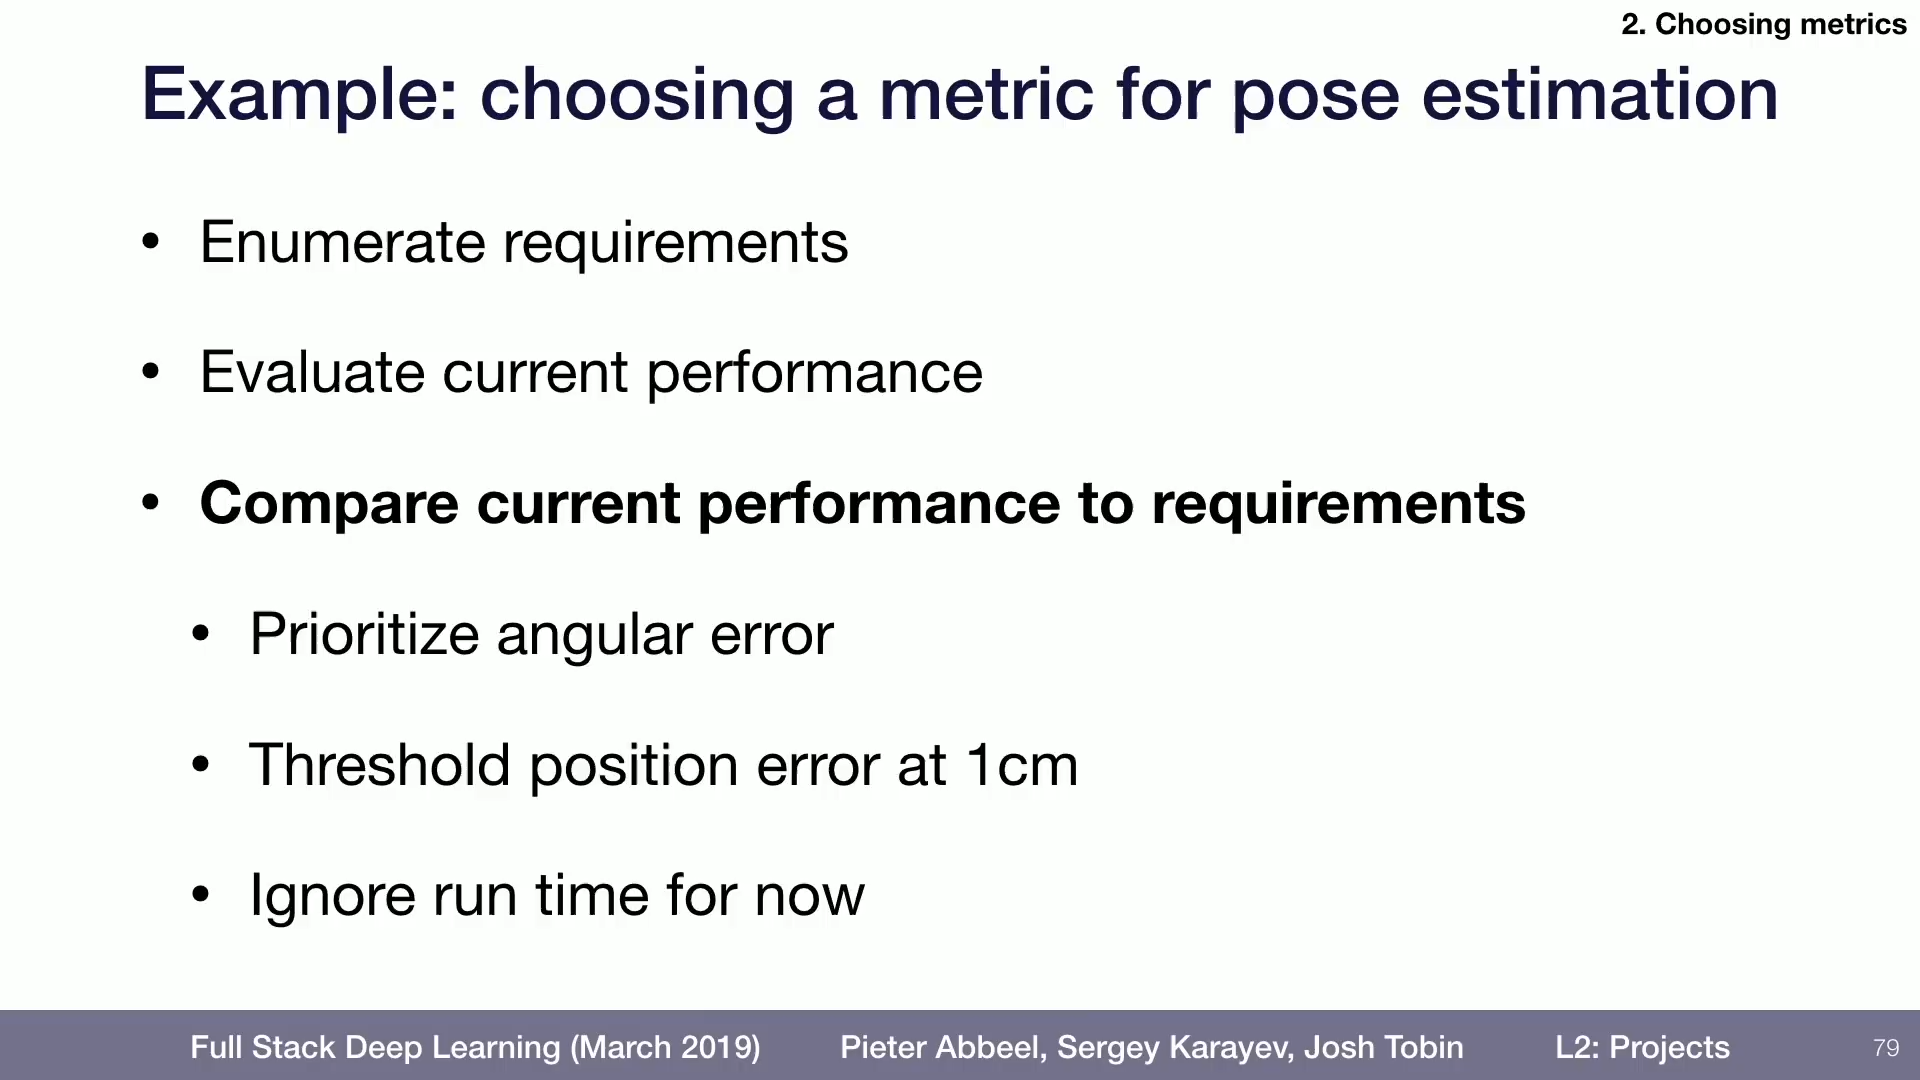 2. Choosing metrics
Example: choosing a metric for pose estimation
• Enumerate requirements
• Evaluate current performance
• Compare current performance to requirements
• Prioritize angular error
• Threshold position error at 1cm
• Ignore run time for now
Full Stack Deep Learning (March 2019) Pieter Abbeel, Sergey Karayev, Josh Tobin L2: Projects 79